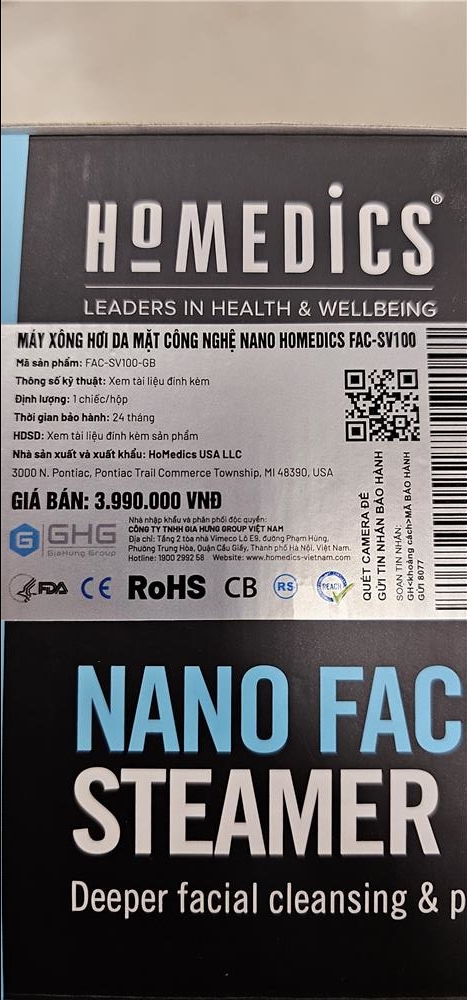 HoMEDICS®
LEADERS IN HEALTH & WELLBEING
MÁY XÔNG HƠI DA MẶT CÔNG NGHỆ NANO HOMEDICS FAC-SV100
Mã sản phẩm: FAC-SV100-GB
Thông số kỹ thuật: Xem tài liệu đính kèm
Định lượng: 1 chiếc/hộp
Thời gian bảo hành: 24 tháng
HDSD: Xem tài liệu đính kèm sản phẩm
Nhà sản xuất và xuất khẩu: HoMedics USA LLC
3000 N. Pontiac, Pontiac Trail Commerce Township, MI 48390, USA
GIÁ BÁN: 3.990.000 VNĐ
G GHG
GiaHung Group
Nhà nhập khẩu và phân phối độc quyền:
CÔNG TY TNHH GIA HUNG GROUP VIỆT NAM
Địa chỉ: Tầng 2 tòa nhà Vimeco Lô E9, đường Phạm Hùng,
Phường Trung Hòa, Quận Cầu Giấy, Thành phố Hà Nội, Việt Nam
Hotline: 1900 2992 58 Website: www.homedics-vietnam.com
FDA CE RoHS CB RS REACH
QUÉT CAMERA ĐỂ
GỬI TIN NHẮN BẢO HÀNH
SOẠN TIN NHẮN:
GH<khoảng cách>MÃ BẢO HÀNH
GỬI 8077
NANO FAC
STEAMER
Deeper facial cleansing & p